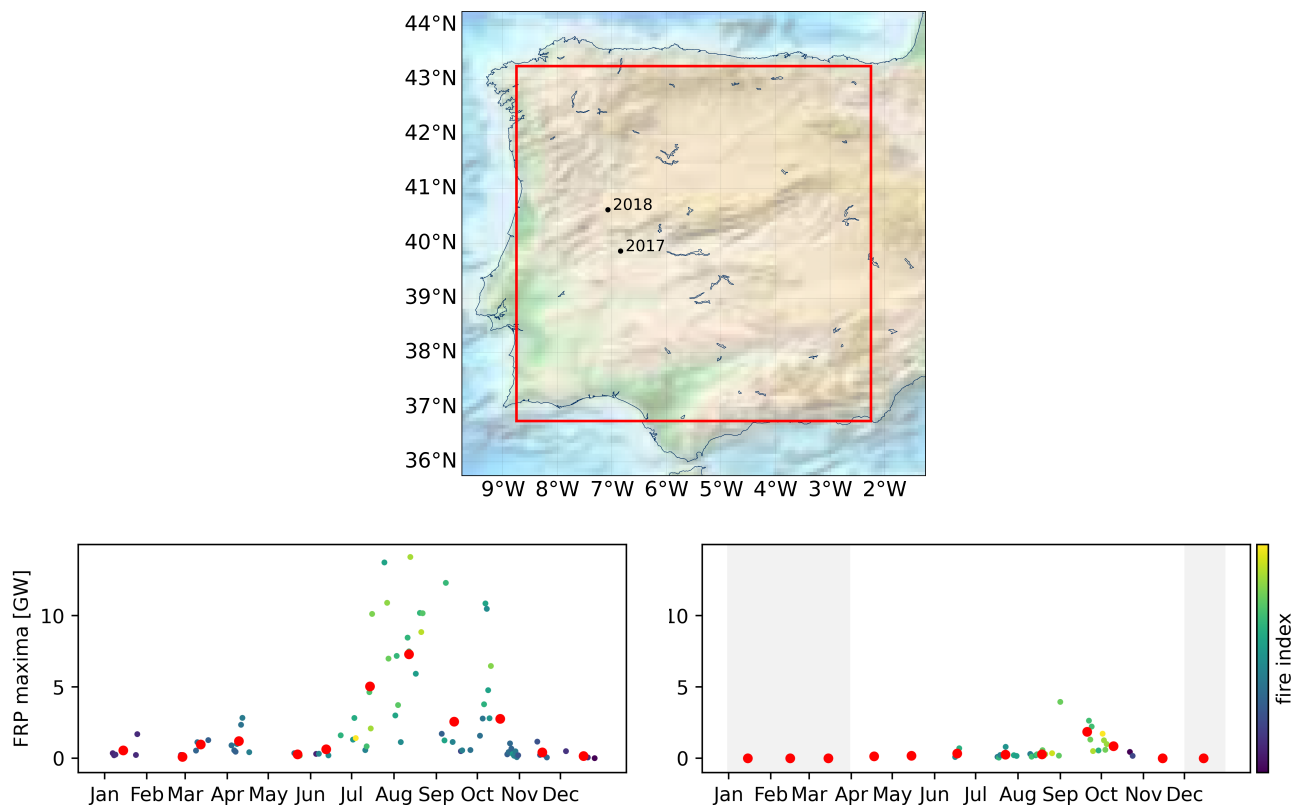 44°N
43°N
42°N
41°N
40°N
39°N
38°N
37°N
36°N
2018
2017
9°W 8°W 7°W 6°W 5°W 4°W 3°W 2°W
FRP maxima [GW]
10
5
0
Jan Feb Mar Apr May Jun Jul Aug Sep Oct Nov Dec
10
5
0
Jan Feb Mar Apr May Jun Jul Aug Sep Oct Nov Dec
fire index